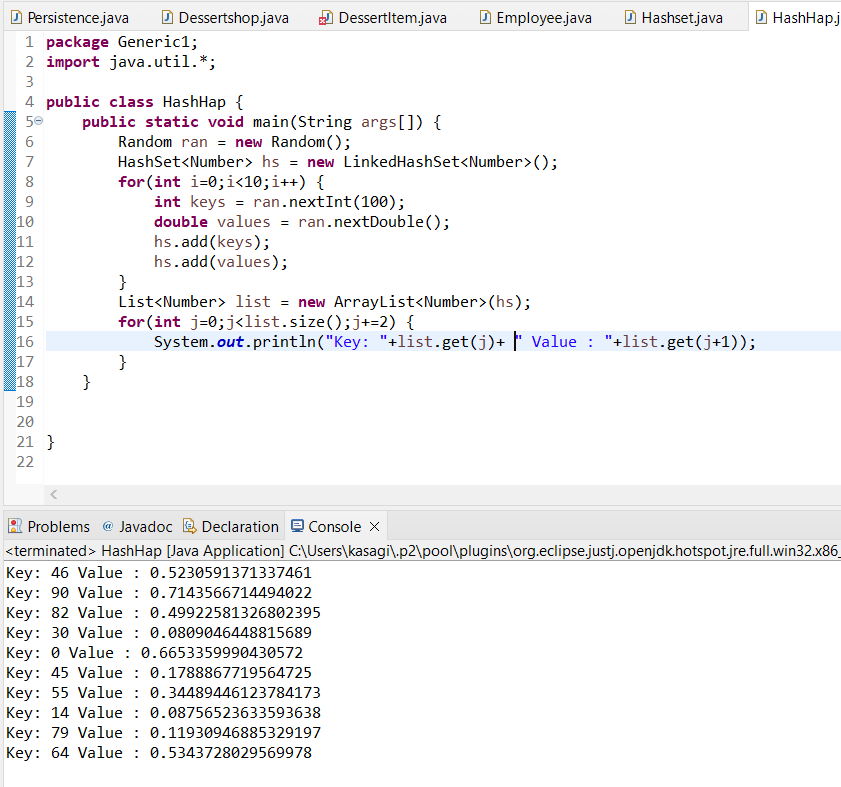 Persistence.java Dessertshop.java DessertItem.java Employee.java Hashset.java HashHap.j
1 package Generic1;
2 import java.util.*;
3
4 public class HashHap {
5 public static void main(String args[]) {
6 Random ran = new Random();
7 HashSet<Number> hs = new LinkedHashSet<Number>();
8 for(int i=0;i<10;i++) {
9 int keys = ran.nextInt(100);
10 double values = ran.nextDouble();
11 hs.add(keys);
12 hs.add(values);
13 }
14 List<Number> list = new ArrayList<Number>(hs);
15 for(int j=0;j<list.size();j+=2) {
16 System.out.println("Key: "+list.get(j)+ " Value : "+list.get(j+1));
17 }
18 }
19
20
21 }
22
Problems @ Javadoc Declaration Console
<terminated> HashHap [Java Application] C:\Users\kasagi\.p2\pool\plugins\org.eclipse.justj.openjdk.hotspot.jre.full.win32.x86_
Key: 46 Value : 0.5230591371337461
Key: 90 Value : 0.7143566714494022
Key: 82 Value : 0.49922581326802395
Key: 30 Value : 0.0809046448815689
Key: 0 Value : 0.6653359990430572
Key: 45 Value : 0.1788867719564725
Key: 55 Value : 0.34489446123784173
Key: 14 Value : 0.08756523633593638
Key: 79 Value : 0.11930946885329197
Key: 64 Value : 0.5343728029569978